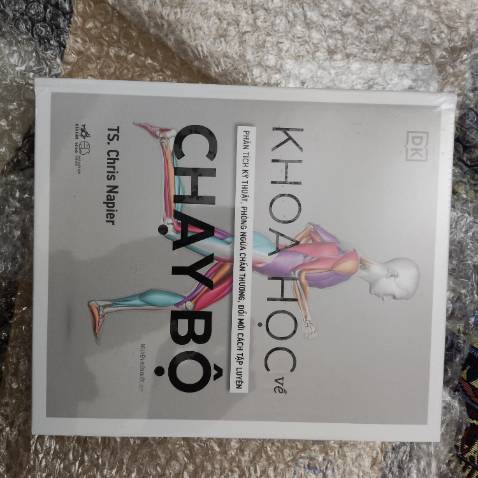 DK
KHOA HỌC về
PHÂN TÍCH KỸ THUẬT, PHÒNG NGỪA CHẤN THƯƠNG, ĐỔI MỚI CÁCH TẬP LUYỆN
CHẠY BỘ
TS. Chris Napier